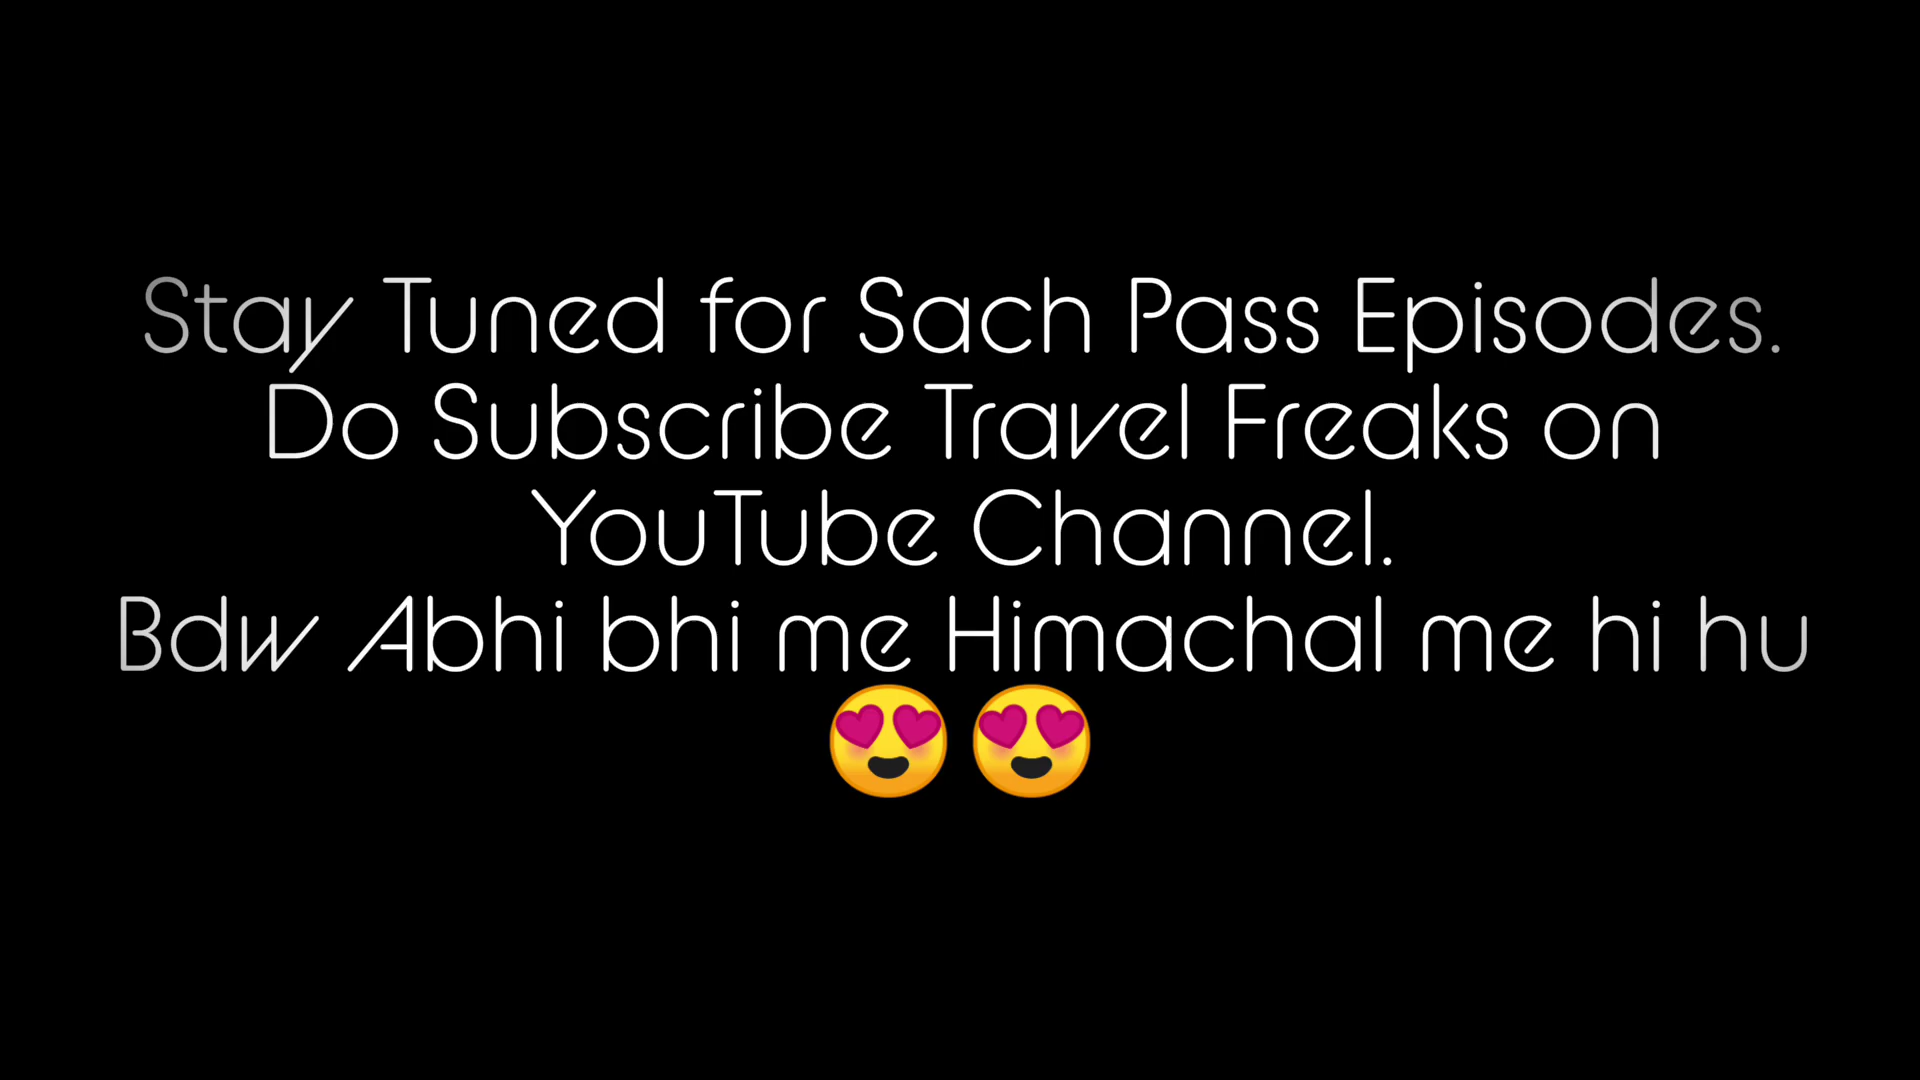 Stay Tuned for Sach Pass Episodes.
Do Subscribe Travel Freaks on
YouTube Channel.
Bdw Abhi bhi me Himachal me hi hu
😍😍